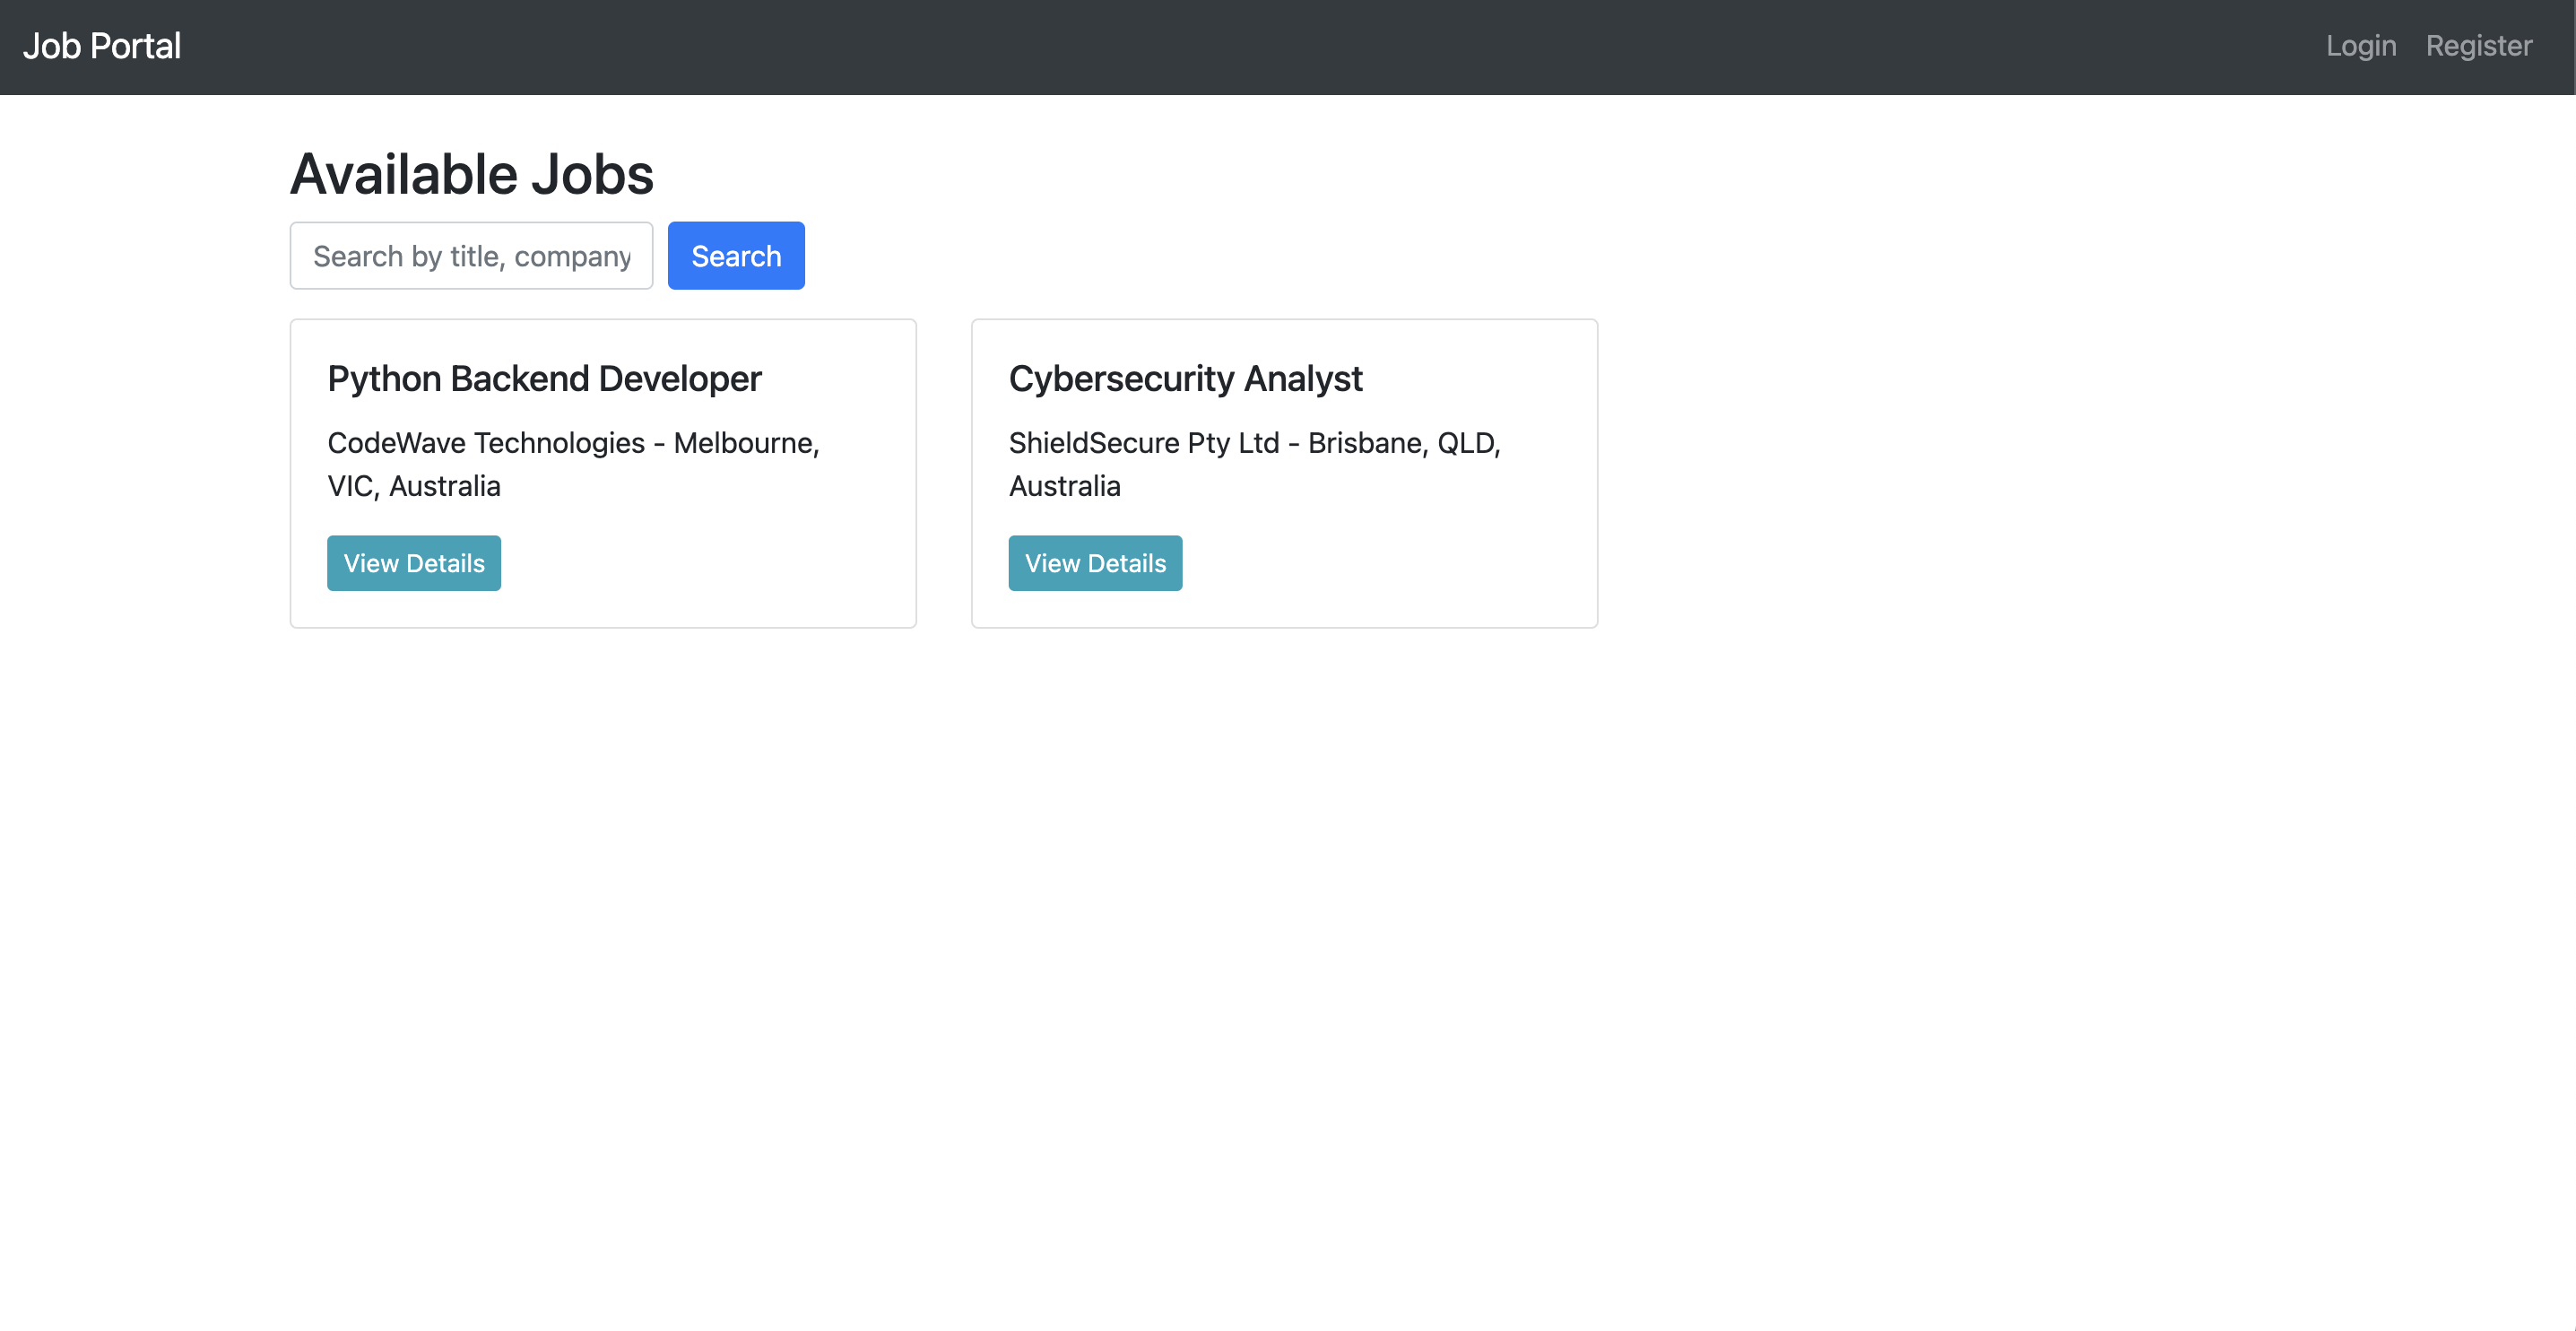 Job Portal
Login Register
Available Jobs
Search by title, company
Search
Python Backend Developer
CodeWave Technologies - Melbourne,
VIC, Australia
View Details
Cybersecurity Analyst
ShieldSecure Pty Ltd - Brisbane, QLD,
Australia
View Details